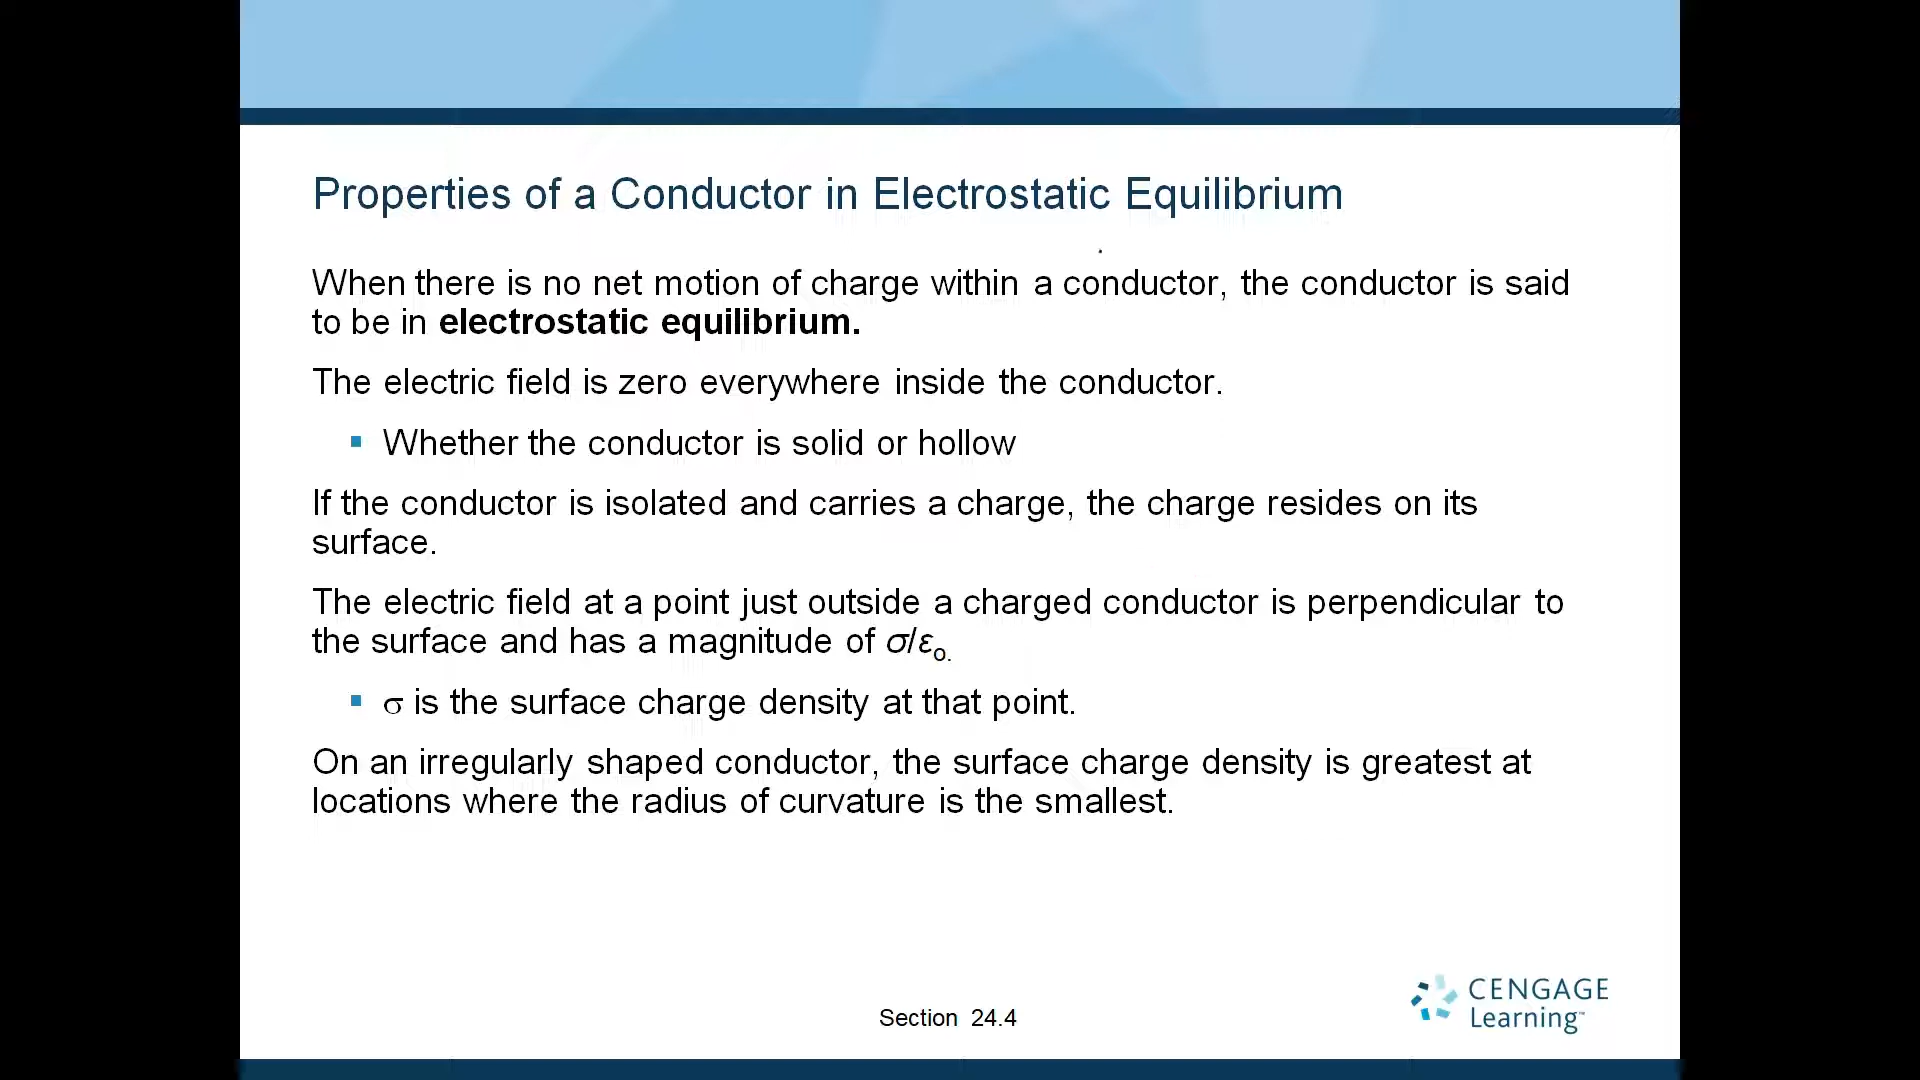 Properties of a Conductor in Electrostatic Equilibrium
When there is no net motion of charge within a conductor, the conductor is said
to be in electrostatic equilibrium.
The electric field is zero everywhere inside the conductor.
▪ Whether the conductor is solid or hollow
If the conductor is isolated and carries a charge, the charge resides on its
surface.
The electric field at a point just outside a charged conductor is perpendicular to
the surface and has a magnitude of σ/εₒ.
▪ σ is the surface charge density at that point.
On an irregularly shaped conductor, the surface charge density is greatest at
locations where the radius of curvature is the smallest.
Section 24.4
CENGAGE
Learning™